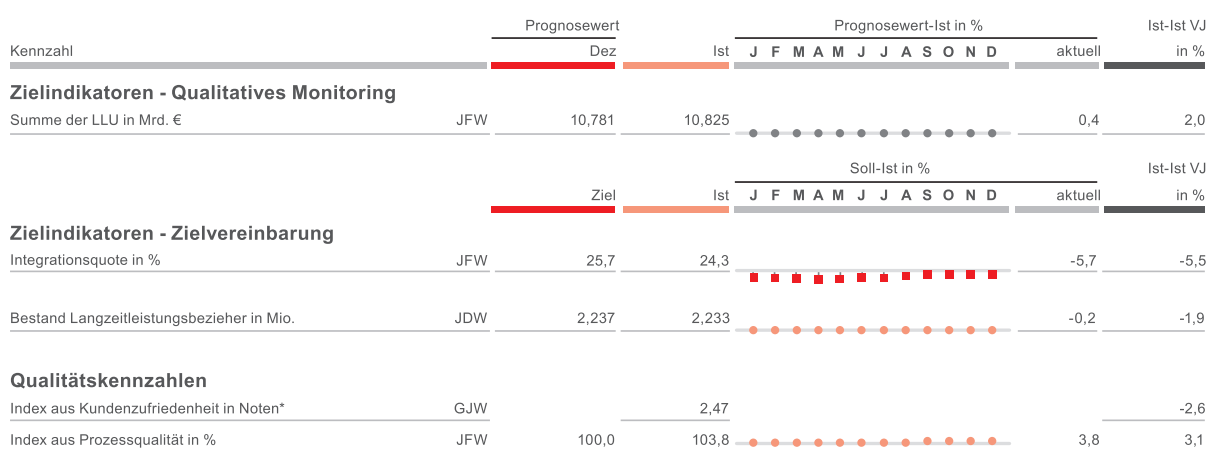 Prognosewert Prognosewert-Ist in % Ist-Ist VJ
Kennzahl Dez Ist J F M A M J J A S O N D aktuell in %
Zielindikatoren - Qualitatives Monitoring
Summe der LLU in Mrd. € JFW 10,781 10,825 0,4 2,0
Soll-Ist in % Ist-Ist VJ
Ziel Ist J F M A M J J A S O N D aktuell in %
Zielindikatoren - Zielvereinbarung
Integrationsquote in % JFW 25,7 24,3 -5,7 -5,5
Bestand Langzeitleistungsbezieher in Mio. JDW 2,237 2,233 -0,2 -1,9
Qualitätskennzahlen
Index aus Kundenzufriedenheit in Noten* GJW 2,47 -2,6
Index aus Prozessqualität in % JFW 100,0 103,8 3,8 3,1